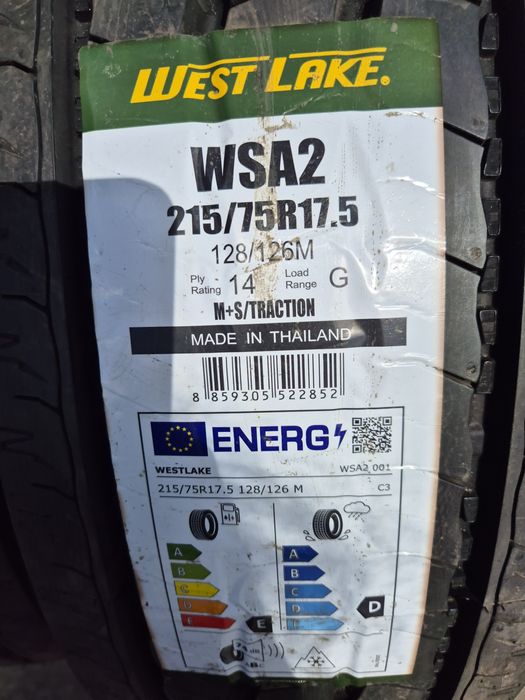 WEST LAKE®
WSA2
215/75R17.5
128/126M
Ply Rating 14 Load Range G
M+S/TRACTION
MADE IN THAILAND
8 859305 522852
ENERG
WESTLAKE WSA2 001
215/75R17.5 128/126 M C3
A A
B B
C C
D D D
E E E